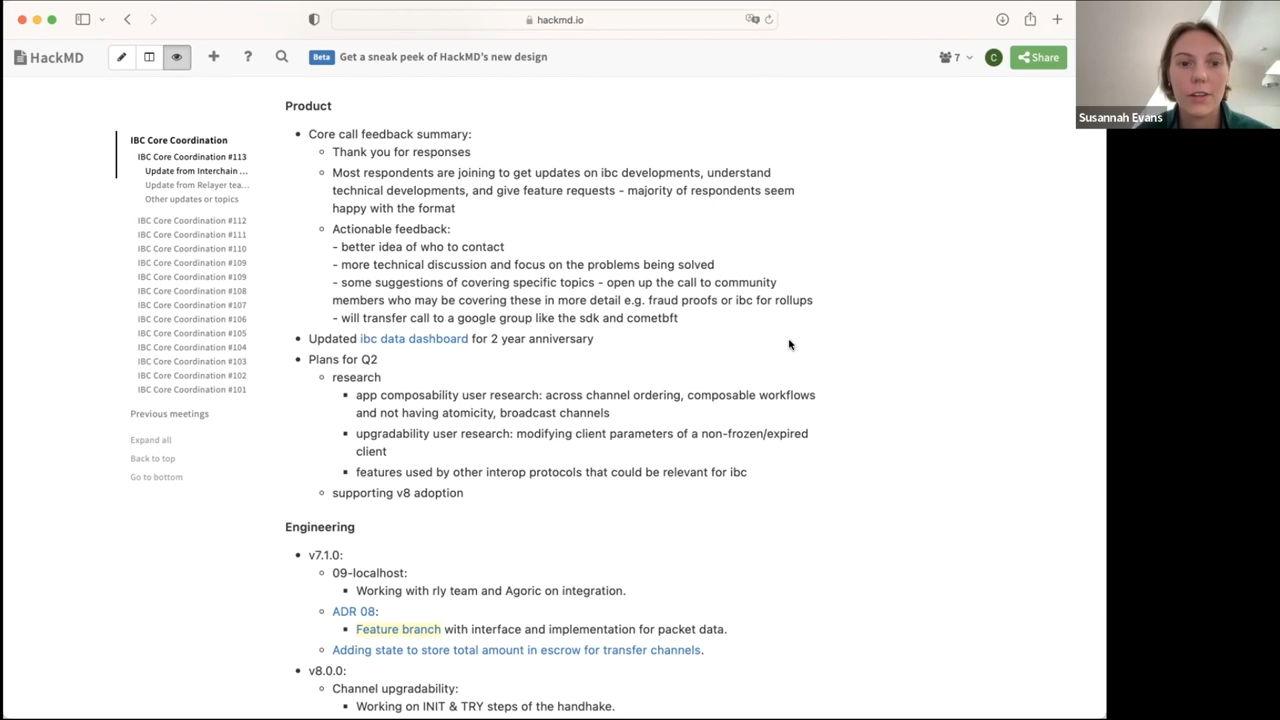 hackmd.io
HackMD
Beta Get a sneak peek of HackMD's new design
7
C
Share
Susannah Evans
IBC Core Coordination
IBC Core Coordination #113
Update from Interchain ...
Update from Relayer tea...
Other updates or topics
IBC Core Coordination #112
IBC Core Coordination #111
IBC Core Coordination #110
IBC Core Coordination #109
IBC Core Coordination #109
IBC Core Coordination #108
IBC Core Coordination #107
IBC Core Coordination #106
IBC Core Coordination #105
IBC Core Coordination #104
IBC Core Coordination #103
IBC Core Coordination #102
IBC Core Coordination #101
Previous meetings
Expand all
Back to top
Go to bottom
Product
• Core call feedback summary:
○ Thank you for responses
○ Most respondents are joining to get updates on ibc developments, understand
technical developments, and give feature requests - majority of respondents seem
happy with the format
○ Actionable feedback:
- better idea of who to contact
- more technical discussion and focus on the problems being solved
- some suggestions of covering specific topics - open up the call to community
members who may be covering these in more detail e.g. fraud proofs or ibc for rollups
- will transfer call to a google group like the sdk and cometbft
• Updated ibc data dashboard for 2 year anniversary
• Plans for Q2
○ research
▪ app composability user research: across channel ordering, composable workflows
and not having atomicity, broadcast channels
▪ upgradability user research: modifying client parameters of a non-frozen/expired
client
▪ features used by other interop protocols that could be relevant for ibc
○ supporting v8 adoption
Engineering
• v7.1.0:
○ 09-localhost:
▪ Working with rly team and Agoric on integration.
○ ADR 08:
▪ Feature branch with interface and implementation for packet data.
○ Adding state to store total amount in escrow for transfer channels.
• v8.0.0:
○ Channel upgradability:
▪ Working on INIT & TRY steps of the handhake.